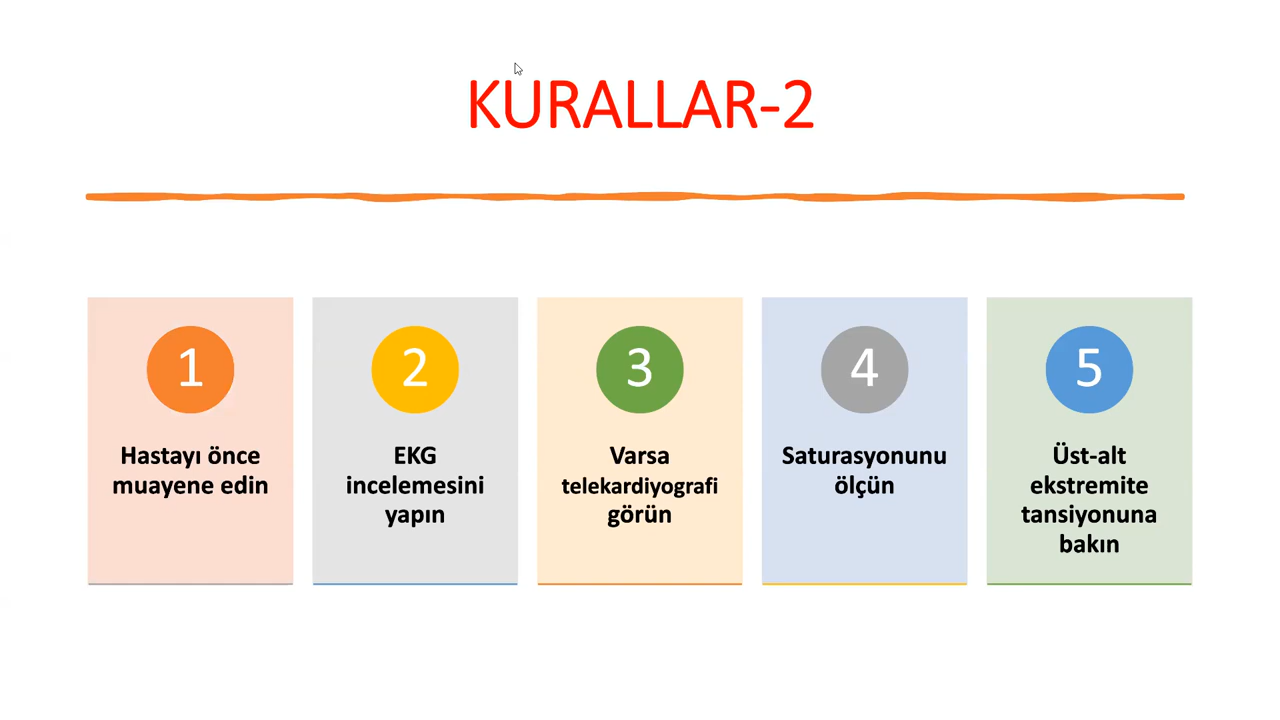 KURALLAR-2
1
Hastayı önce
muayene edin
2
EKG
incelemesini
yapın
3
Varsa
telekardiyografi
görün
4
Saturasyonunu
ölçün
5
Üst-alt
ekstremite
tansiyonuna
bakın